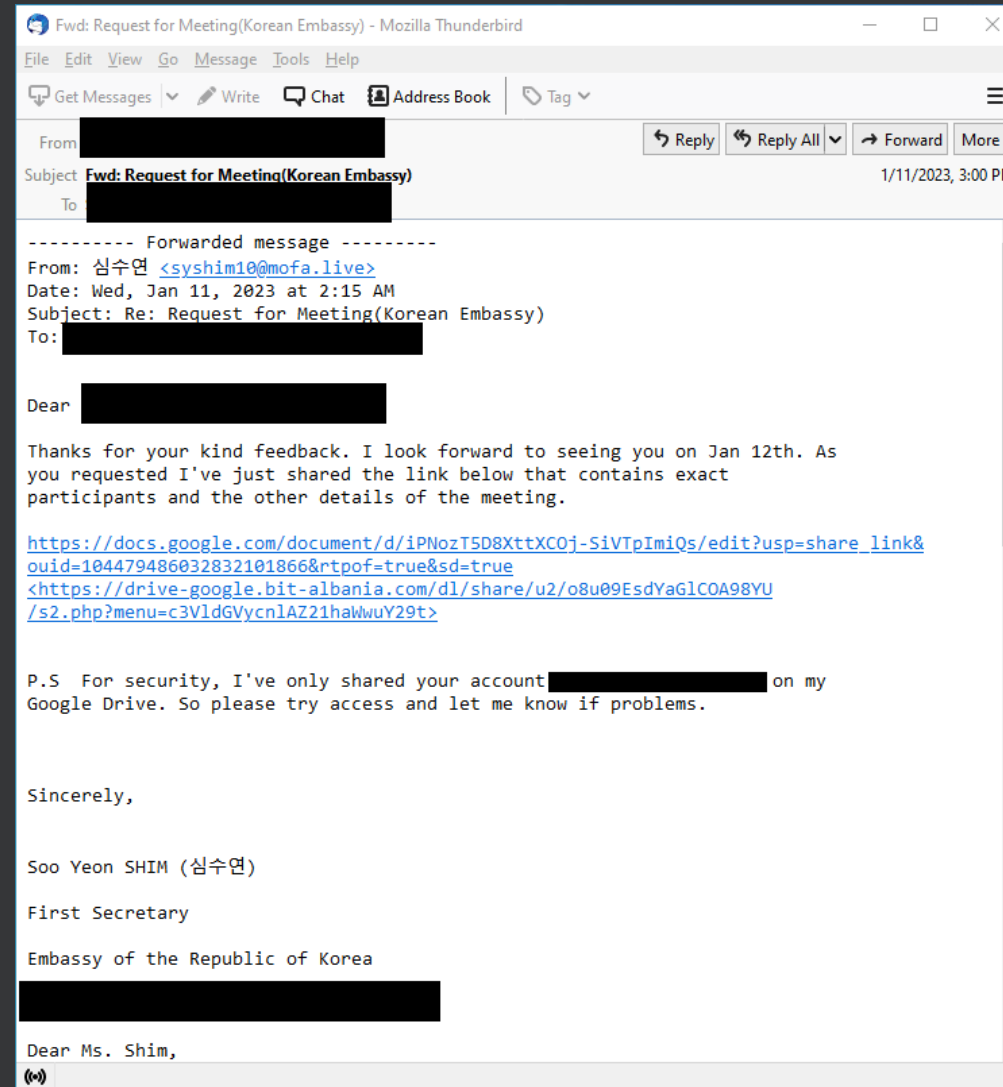 Fwd: Request for Meeting(Korean Embassy) - Mozilla Thunderbird
File Edit View Go Message Tools Help
Get Messages Write Chat Address Book Tag
From Reply Reply All Forward More
Subject Fwd: Request for Meeting(Korean Embassy) 1/11/2023, 3:00 P
To
---------- Forwarded message ---------
From: 심수연 <syshim10@mofa.live>
Date: Wed, Jan 11, 2023 at 2:15 AM
Subject: Re: Request for Meeting(Korean Embassy)
To:
Dear
Thanks for your kind feedback. I look forward to seeing you on Jan 12th. As
you requested I've just shared the link below that contains exact
participants and the other details of the meeting.
https://docs.google.com/document/d/iPNozT5D8XttXCOj-SiVTpImiQs/edit?usp=share_link&
ouid=104479486032832101866&rtpof=true&sd=true
<https://drive-google.bit-albania.com/dl/share/u2/o8u09EsdYaGlCOA98YU
/s2.php?menu=c3VldGVycnlAZ21haWwuY29t>
P.S  For security, I've only shared your account on my
Google Drive. So please try access and let me know if problems.
Sincerely,
Soo Yeon SHIM (심수연)
First Secretary
Embassy of the Republic of Korea
Dear Ms. Shim,